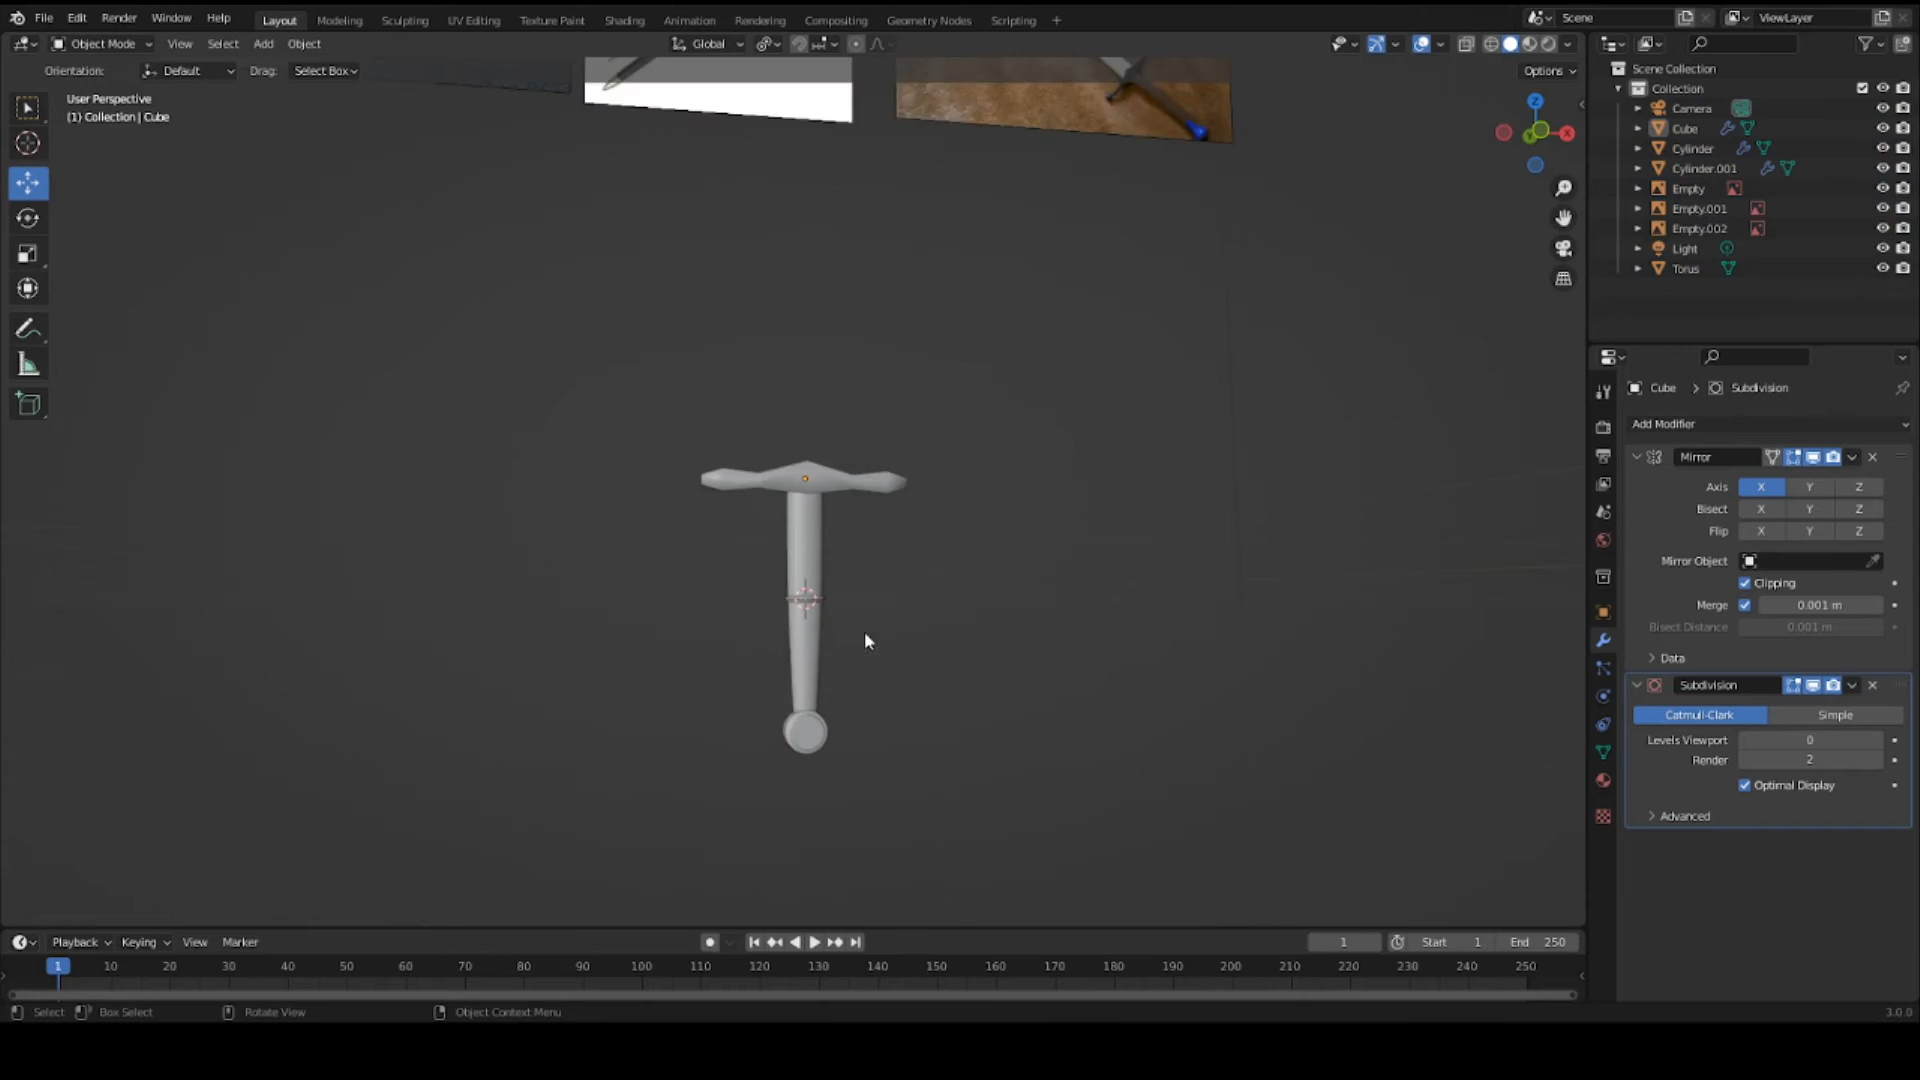 File Edit Render Window Help Layout Modeling Sculpting UV Editing Texture Paint Shading Animation Rendering Compositing Geometry Nodes Scripting + Scene ViewLayer
Object Mode View Select Add Object Global
Orientation: Default Drag: Select Box Options
User Perspective
(1) Collection | Cube
Z
X
Scene Collection
Collection
Camera
Cube
Cylinder
Cylinder.001
Empty
Empty.001
Empty.002
Light
Torus
Cube > Subdivision
Add Modifier
Mirror
Axis X Y Z
Bisect X Y Z
Flip X Y Z
Mirror Object
Clipping
Merge 0.001 m
Bisect Distance 0.001 m
Data
Subdivision
Catmull-Clark Simple
Levels Viewport 0
Render 2
Optimal Display
Advanced
Playback Keying View Marker 1 Start 1 End 250
1 10 20 30 40 50 60 70 80 90 100 110 120 130 140 150 160 170 180 190 200 210 220 230 240 250
Select Box Select Rotate View Object Context Menu 3.0.0